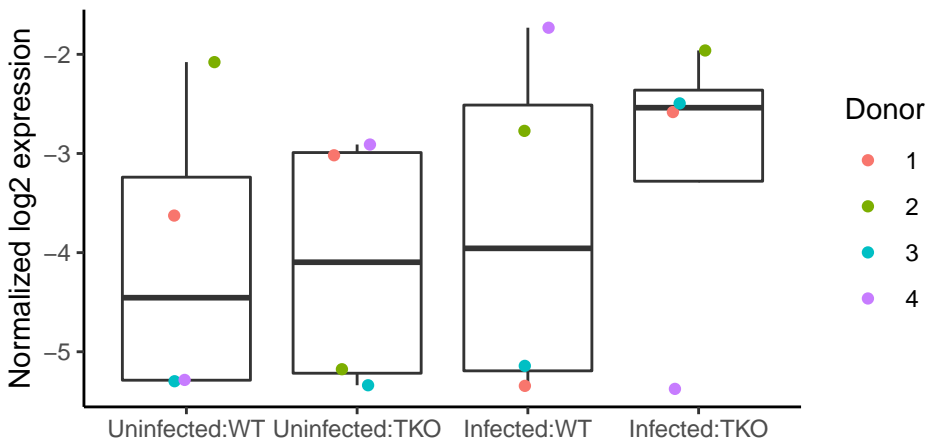 Normalized log2 expression
−2
−3
−4
−5
Uninfected:WT Uninfected:TKO Infected:WT Infected:TKO
Donor
1
2
3
4